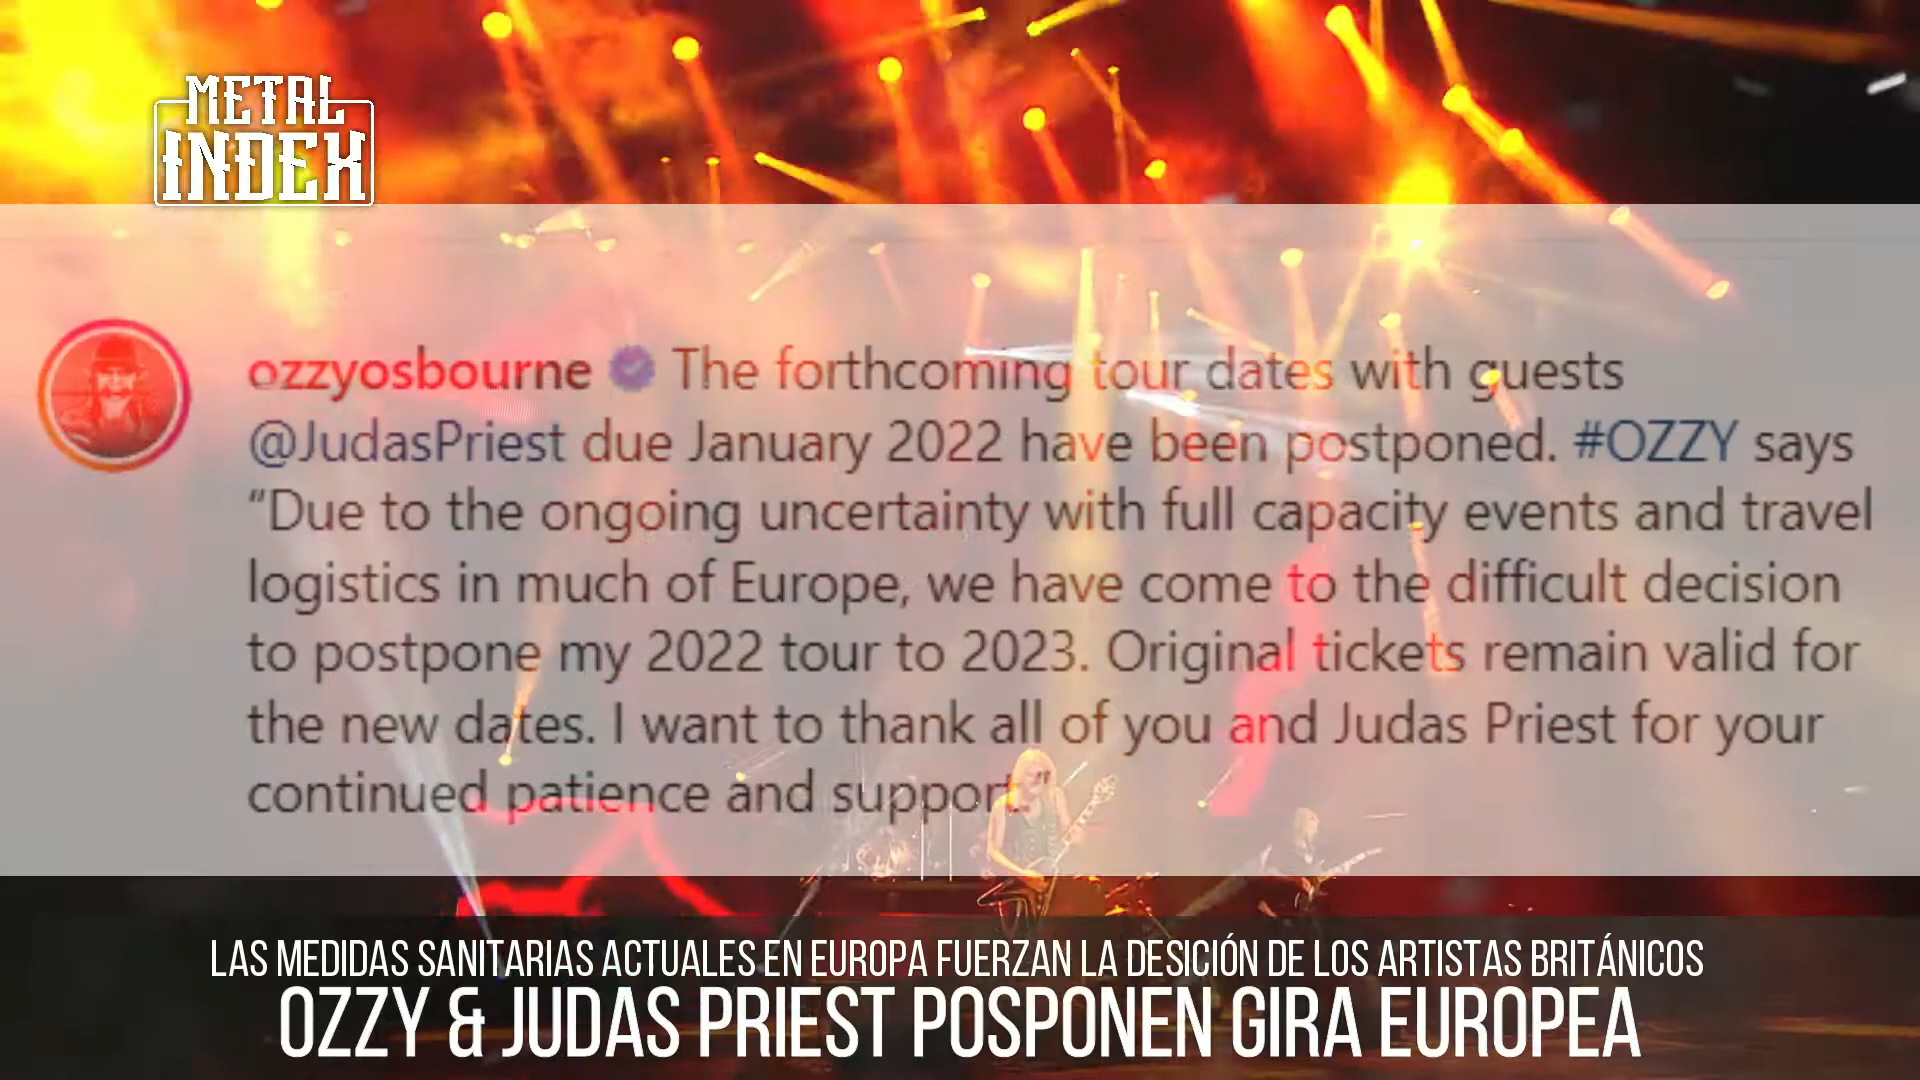 METAL
INDEX
ozzyosbourne The forthcoming tour dates with guests
@JudasPriest due January 2022 have been postponed. #OZZY says
“Due to the ongoing uncertainty with full capacity events and travel
logistics in much of Europe, we have come to the difficult decision
to postpone my 2022 tour to 2023. Original tickets remain valid for
the new dates. I want to thank all of you and Judas Priest for your
continued patience and support."
LAS MEDIDAS SANITARIAS ACTUALES EN EUROPA FUERZAN LA DESICIÓN DE LOS ARTISTAS BRITÁNICOS
OZZY & JUDAS PRIEST POSPONEN GIRA EUROPEA